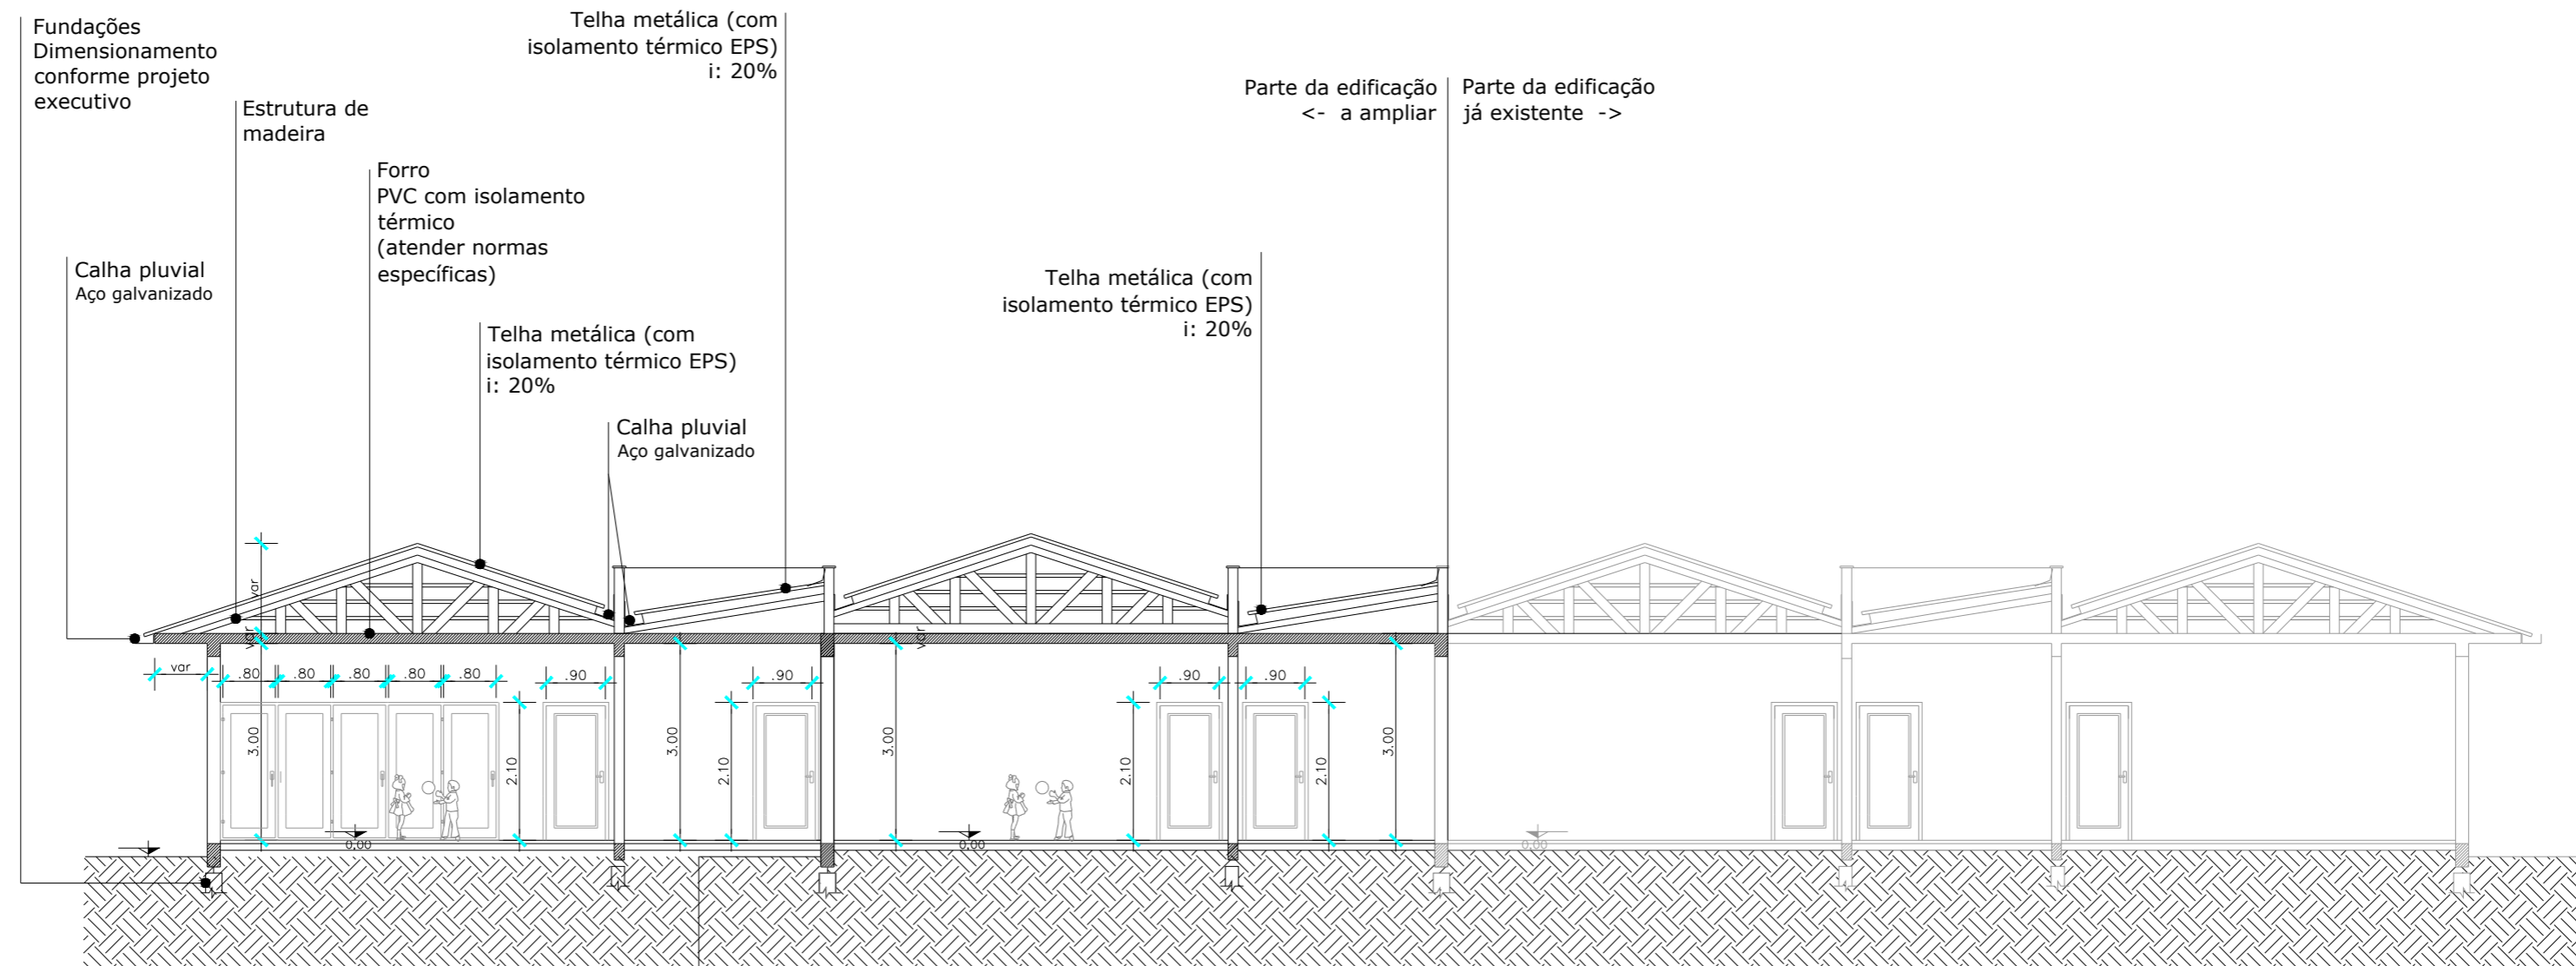 Fundações
Dimensionamento
conforme projeto
executivo
Estrutura de
madeira
Forro
PVC com isolamento
térmico
(atender normas
específicas)
Calha pluvial
Aço galvanizado
Telha metálica (com
isolamento térmico EPS)
i: 20%
Telha metálica (com
isolamento térmico EPS)
i: 20%
Calha pluvial
Aço galvanizado
Telha metálica (com
isolamento térmico EPS)
i: 20%
Parte da edificação
<- a ampliar
Parte da edificação
já existente ->
var
var
var
var
.80
.80
.80
.80
.80
.90
.90
.90
.90
3.00
2.10
3.00
2.10
3.00
2.10
2.10
3.00
0.00
0.00
0.00